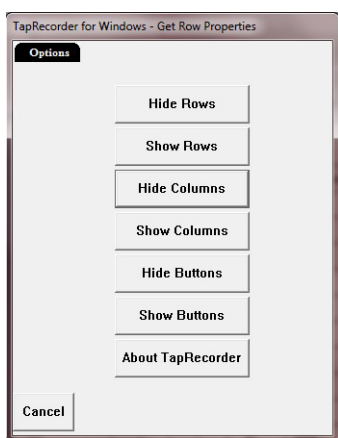 TapRecorder for Windows - Get Row Properties
Options
Hide Rows
Show Rows
Hide Columns
Show Columns
Hide Buttons
Show Buttons
About TapRecorder
Cancel